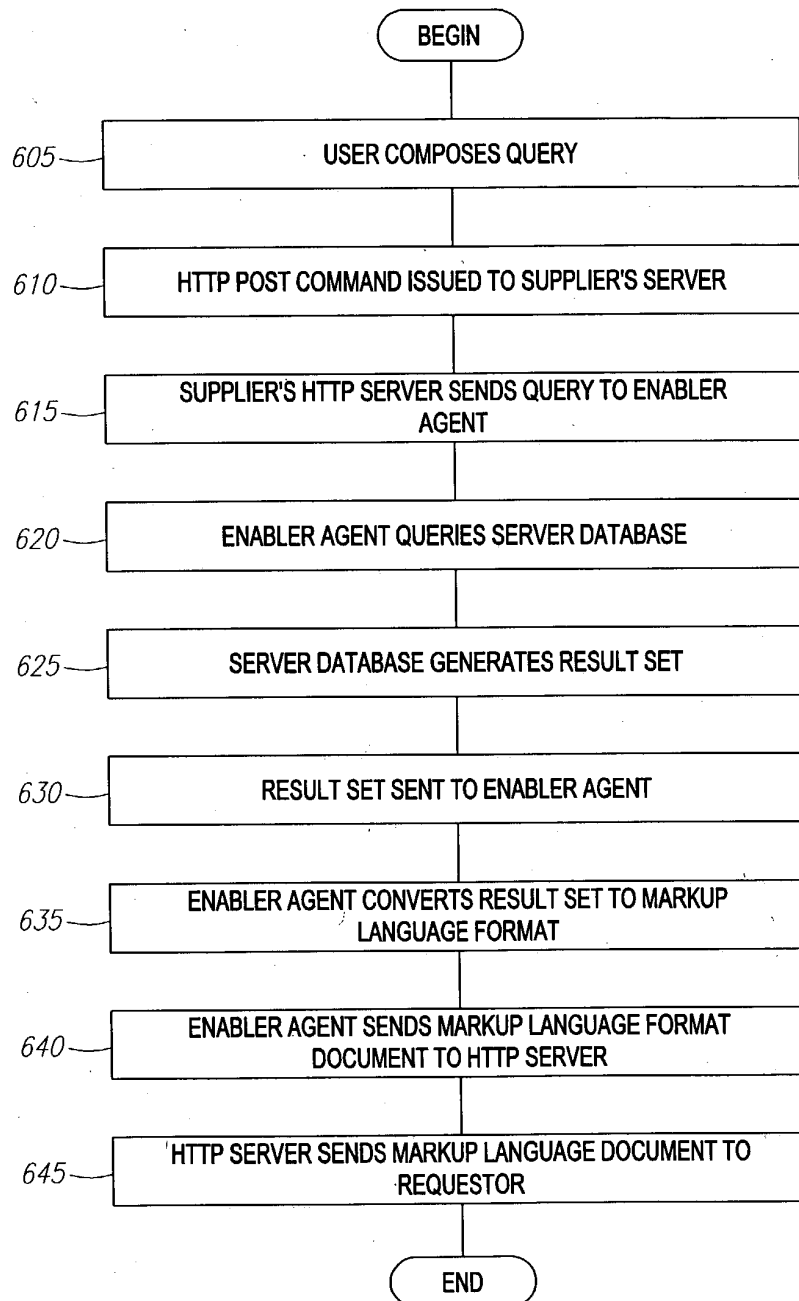 BEGIN
605
USER COMPOSES QUERY
610
HTTP POST COMMAND ISSUED TO SUPPLIER'S SERVER
615
SUPPLIER'S HTTP SERVER SENDS QUERY TO ENABLER
AGENT
620
ENABLER AGENT QUERIES SERVER DATABASE
625
SERVER DATABASE GENERATES RESULT SET
630
RESULT SET SENT TO ENABLER AGENT
635
ENABLER AGENT CONVERTS RESULT SET TO MARKUP
LANGUAGE FORMAT
640
ENABLER AGENT SENDS MARKUP LANGUAGE FORMAT
DOCUMENT TO HTTP SERVER
645
HTTP SERVER SENDS MARKUP LANGUAGE DOCUMENT TO
REQUESTOR
END